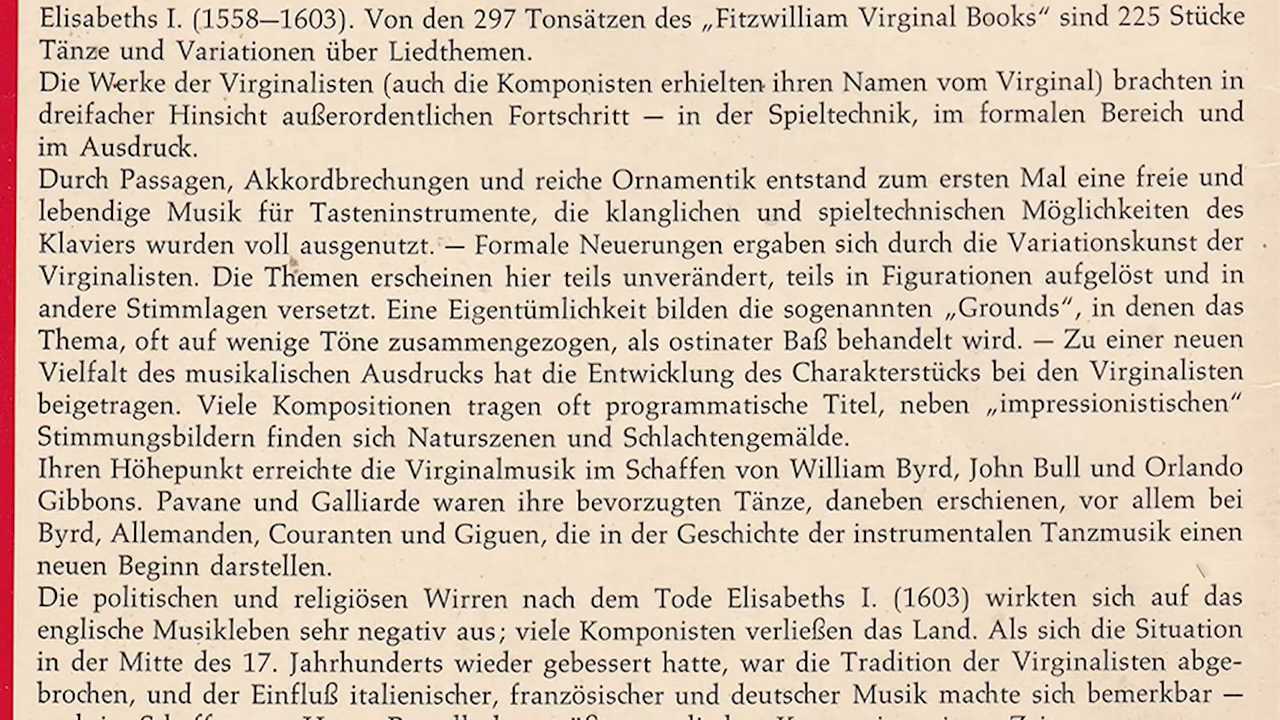 Elisabeths I. (1558—1603). Von den 297 Tonsätzen des „Fitzwilliam Virginal Books“ sind 225 Stücke
Tänze und Variationen über Liedthemen.
Die Werke der Virginalisten (auch die Komponisten erhielten ihren Namen vom Virginal) brachten in
dreifacher Hinsicht außerordentlichen Fortschritt — in der Spieltechnik, im formalen Bereich und
im Ausdruck.
Durch Passagen, Akkordbrechungen und reiche Ornamentik entstand zum ersten Mal eine freie und
lebendige Musik für Tasteninstrumente, die klanglichen und spieltechnischen Möglichkeiten des
Klaviers wurden voll ausgenutzt. — Formale Neuerungen ergaben sich durch die Variationskunst der
Virginalisten. Die Themen erscheinen hier teils unverändert, teils in Figurationen aufgelöst und in
andere Stimmlagen versetzt. Eine Eigentümlichkeit bilden die sogenannten „Grounds“, in denen das
Thema, oft auf wenige Töne zusammengezogen, als ostinater Baß behandelt wird. — Zu einer neuen
Vielfalt des musikalischen Ausdrucks hat die Entwicklung des Charakterstücks bei den Virginalisten
beigetragen. Viele Kompositionen tragen oft programmatische Titel, neben „impressionistischen“
Stimmungsbildern finden sich Naturszenen und Schlachtengemälde.
Ihren Höhepunkt erreichte die Virginalmusik im Schaffen von William Byrd, John Bull und Orlando
Gibbons. Pavane und Galliarde waren ihre bevorzugten Tänze, daneben erschienen, vor allem bei
Byrd, Allemanden, Couranten und Giguen, die in der Geschichte der instrumentalen Tanzmusik einen
neuen Beginn darstellen.
Die politischen und religiösen Wirren nach dem Tode Elisabeths I. (1603) wirkten sich auf das
englische Musikleben sehr negativ aus; viele Komponisten verließen das Land. Als sich die Situation
in der Mitte des 17. Jahrhunderts wieder gebessert hatte, war die Tradition der Virginalisten abge-
brochen, und der Einfluß italienischer, französischer und deutscher Musik machte sich bemerkbar —